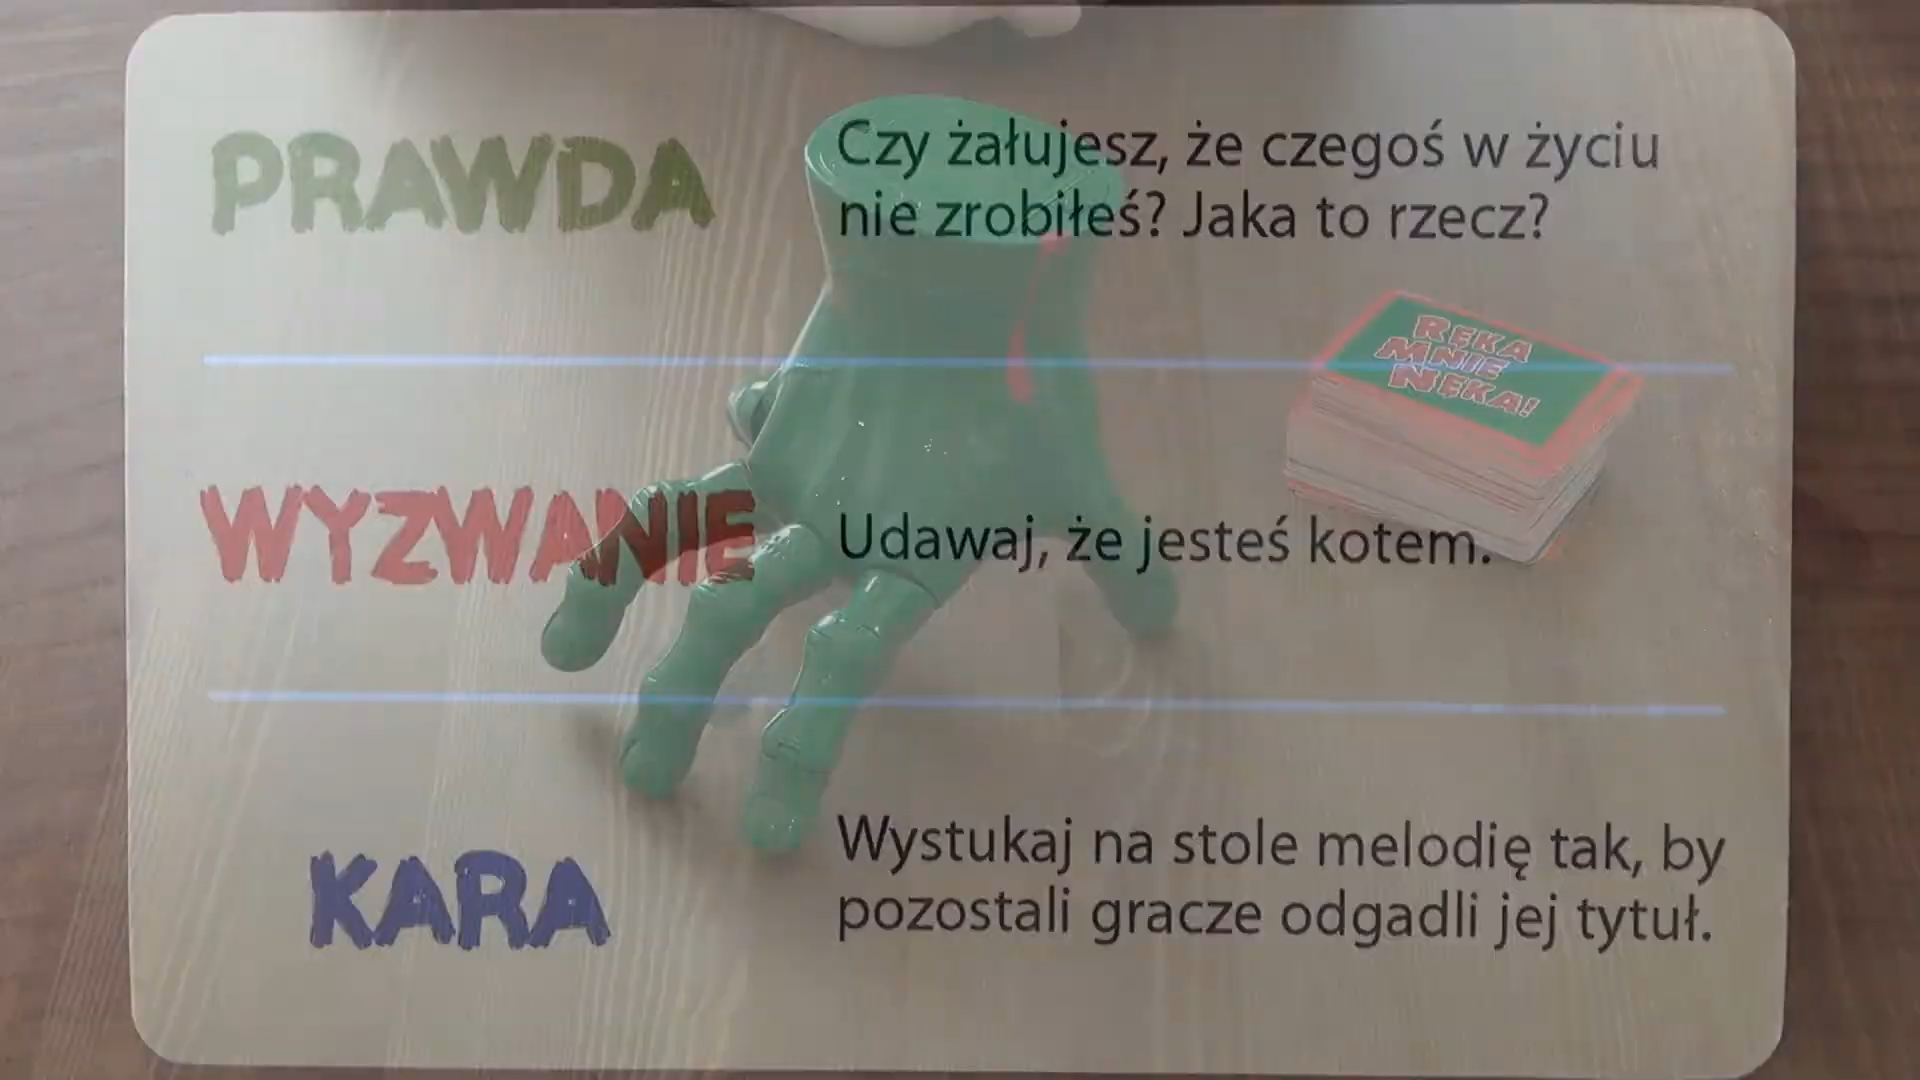 PRAWDA
Czy żałujesz, że czegoś w życiu
nie zrobiłeś? Jaka to rzecz?
RĘKA
MNIE
NĘKA!
WYZWANIE
Udawaj, że jesteś kotem.
KARA
Wystukaj na stole melodię tak, by
pozostali gracze odgadli jej tytuł.